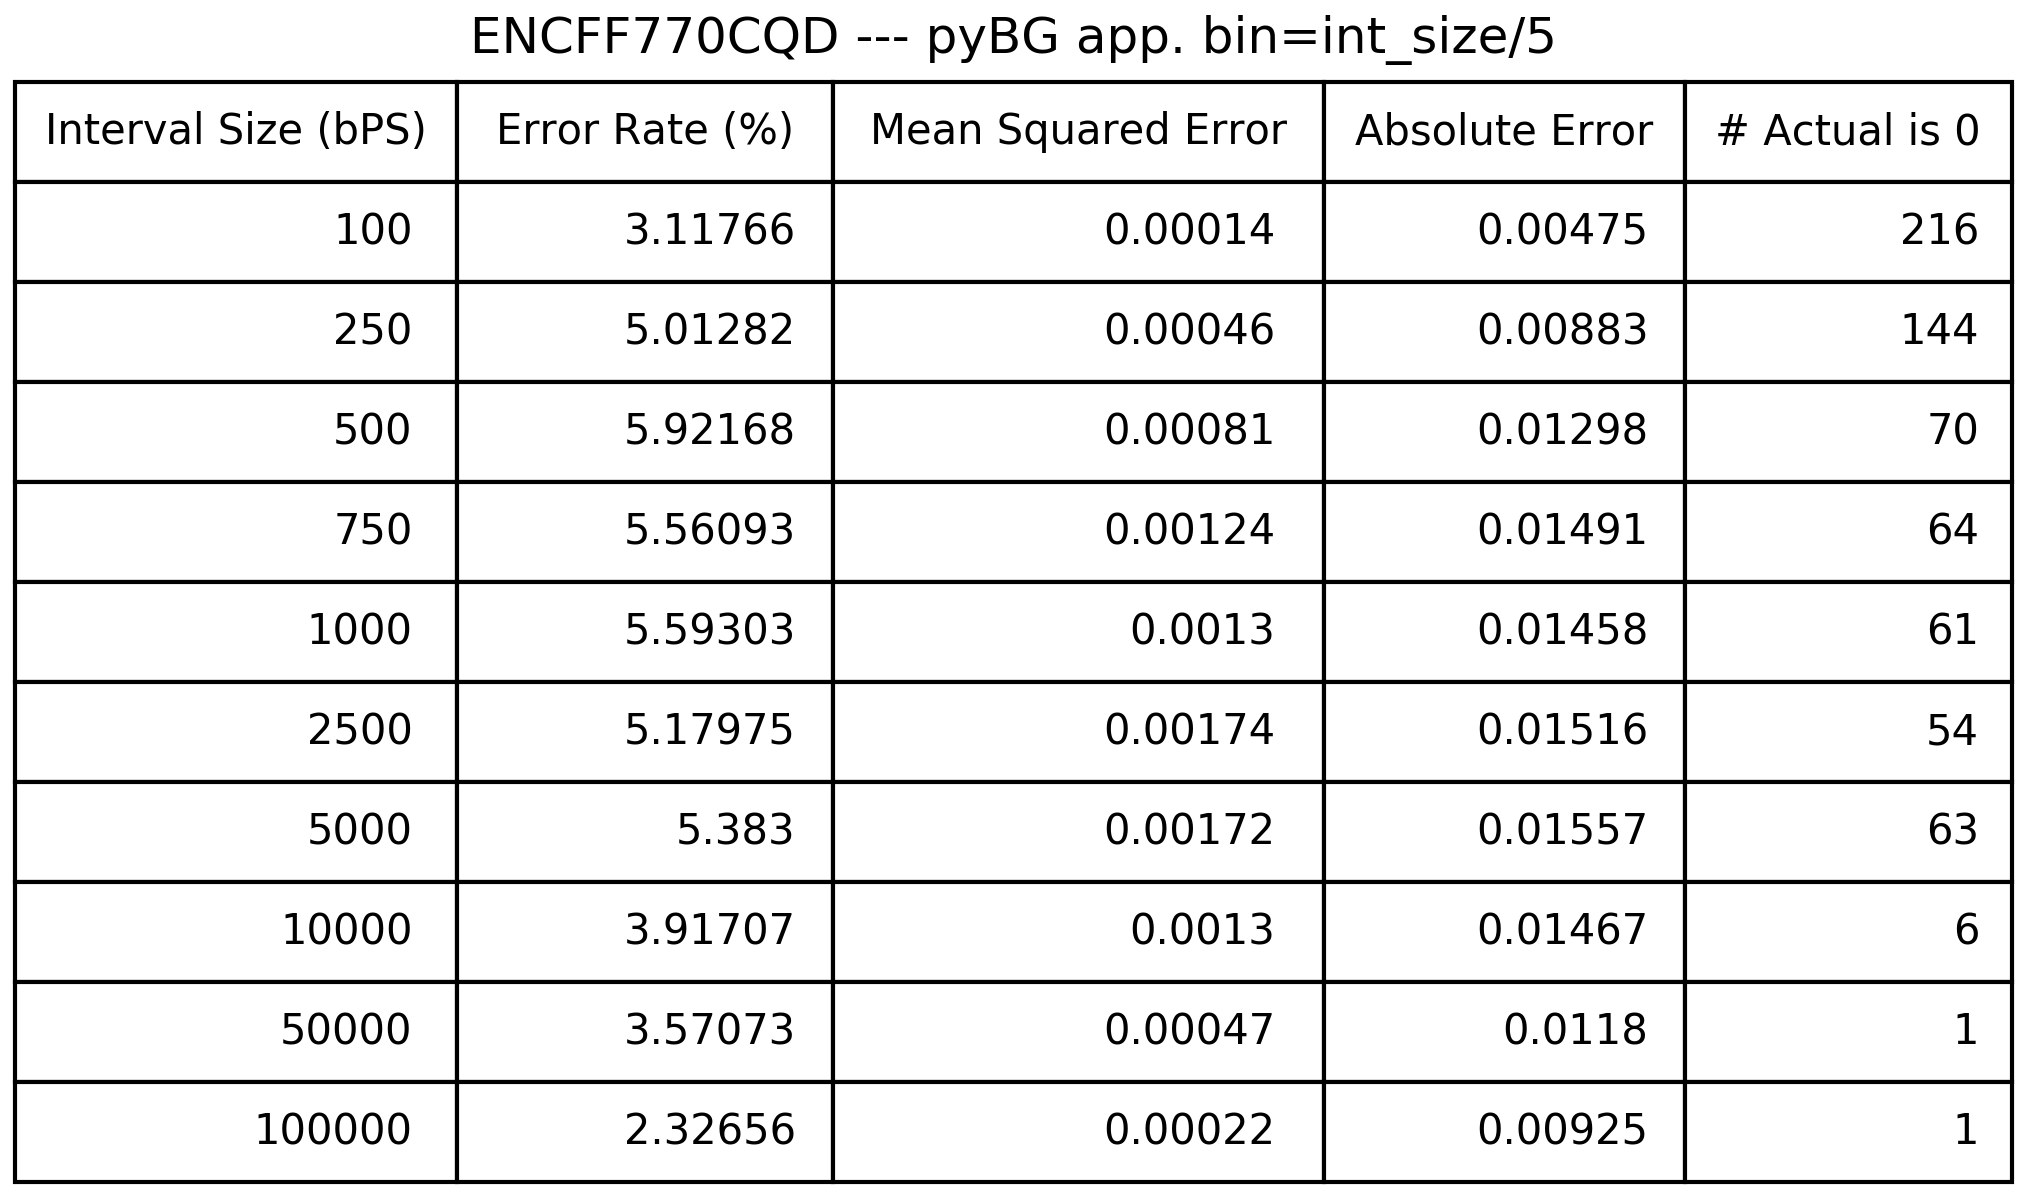 ENCFF770CQD --- pyBG app. bin=int_size/5
Interval Size (bPS) Error Rate (%) Mean Squared Error Absolute Error # Actual is 0
100 3.11766 0.00014 0.00475 216
250 5.01282 0.00046 0.00883 144
500 5.92168 0.00081 0.01298 70
750 5.56093 0.00124 0.01491 64
1000 5.59303 0.0013 0.01458 61
2500 5.17975 0.00174 0.01516 54
5000 5.383 0.00172 0.01557 63
10000 3.91707 0.0013 0.01467 6
50000 3.57073 0.00047 0.0118 1
100000 2.32656 0.00022 0.00925 1